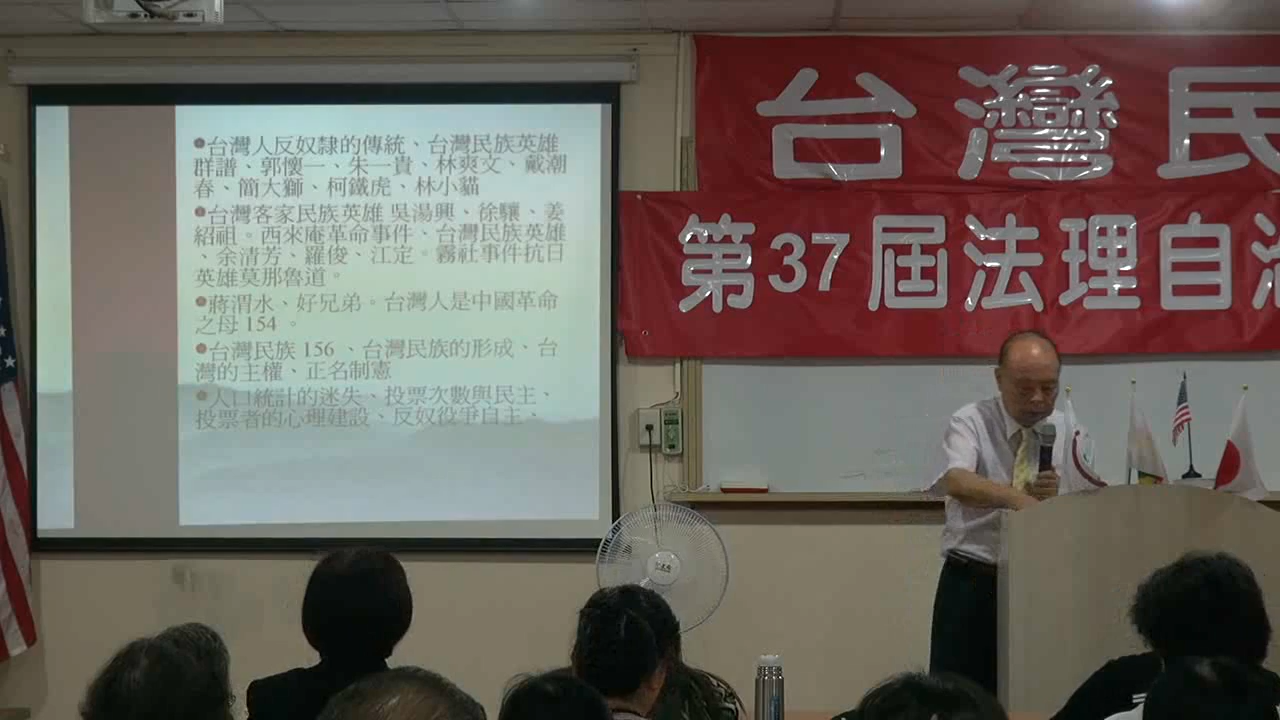 ●台灣人反奴隸的傳統、台灣民族英雄
群譜、郭懷一、朱一貴、林爽文、戴潮
春、簡大獅、柯鐵虎、林小貓
●台灣客家民族英雄 吳湯興、徐驤、姜
紹祖。西來庵革命事件、台灣民族英雄
、余清芳、羅俊、江定。霧社事件抗日
英雄莫那魯道。
●蔣渭水、好兄弟。台灣人是中國革命
之母 154 。
●台灣民族 156 、台灣民族的形成、台
灣的主權、正名制憲
●人口統計的迷失、投票次數與民主、
投票者的心理建設、反奴役爭自主、
台灣民
第37屆法理自